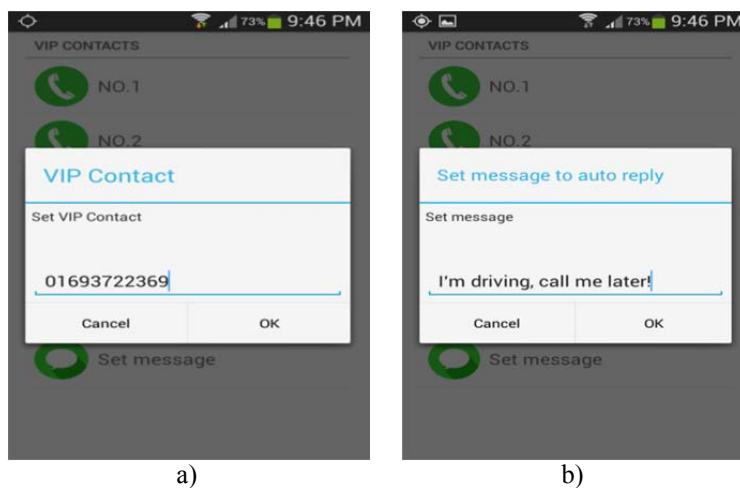 73% 9:46 PM
VIP CONTACTS
NO.1
NO.2
VIP Contact
Set VIP Contact
01693722369
Cancel OK
Set message
a)
73% 9:46 PM
VIP CONTACTS
NO.1
NO.2
Set message to auto reply
Set message
I'm driving, call me later!
Cancel OK
Set message
b)